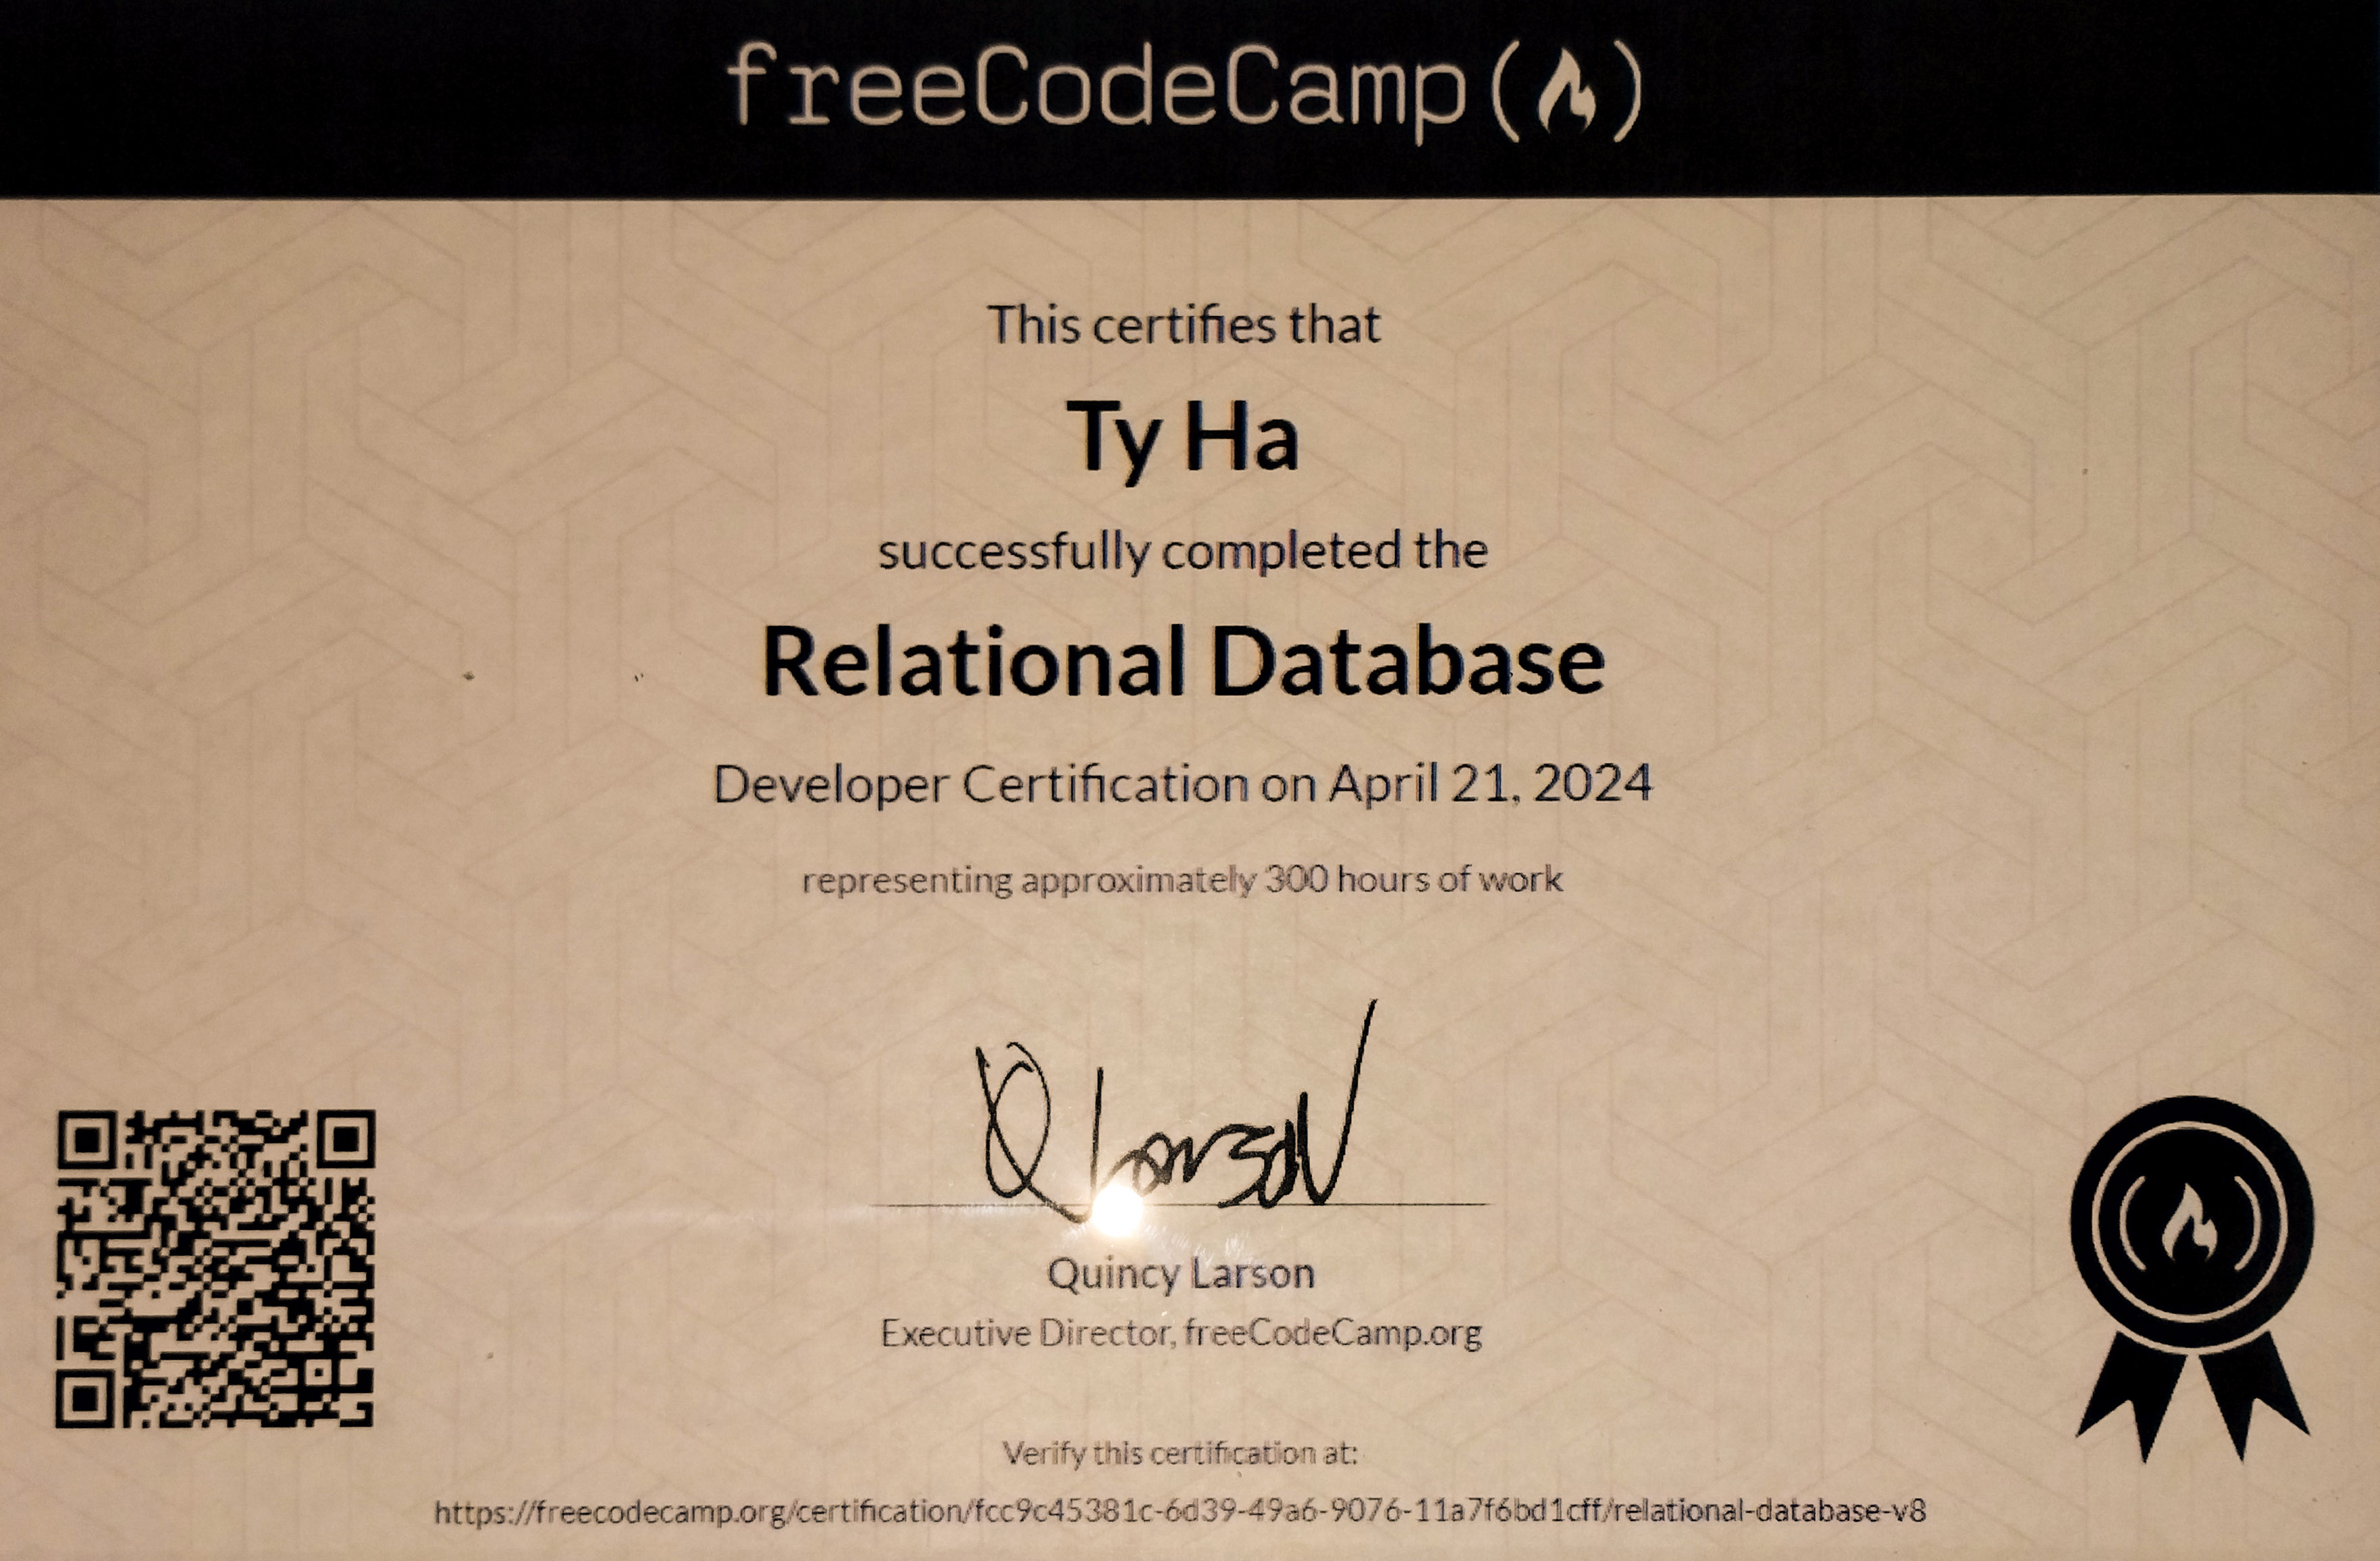 freeCodeCamp(🔥)
This certifies that
Ty Ha
successfully completed the
Relational Database
Developer Certification on April 21, 2024
representing approximately 300 hours of work
Q Larson
Quincy Larson
Executive Director, freeCodeCamp.org
Verify this certification at:
https://freecodecamp.org/certification/fcc9c45381c-6d39-49a6-9076-11a7f6bd1cff/relational-database-v8